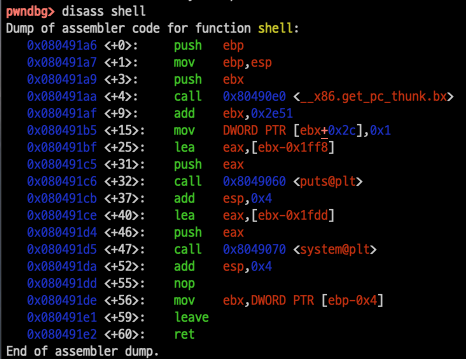 pwndbg> disass shell
Dump of assembler code for function shell:
   0x080491a6 <+0>:     push   ebp
   0x080491a7 <+1>:     mov    ebp,esp
   0x080491a9 <+3>:     push   ebx
   0x080491aa <+4>:     call   0x80490e0 <__x86.get_pc_thunk.bx>
   0x080491af <+9>:     add    ebx,0x2e51
   0x080491b5 <+15>:    mov    DWORD PTR [ebx+0x2c],0x1
   0x080491bf <+25>:    lea    eax,[ebx-0x1ff8]
   0x080491c5 <+31>:    push   eax
   0x080491c6 <+32>:    call   0x8049060 <puts@plt>
   0x080491cb <+37>:    add    esp,0x4
   0x080491ce <+40>:    lea    eax,[ebx-0x1fdd]
   0x080491d4 <+46>:    push   eax
   0x080491d5 <+47>:    call   0x8049070 <system@plt>
   0x080491da <+52>:    add    esp,0x4
   0x080491dd <+55>:    nop
   0x080491de <+56>:    mov    ebx,DWORD PTR [ebp-0x4]
   0x080491e1 <+59>:    leave
   0x080491e2 <+60>:    ret
End of assembler dump.